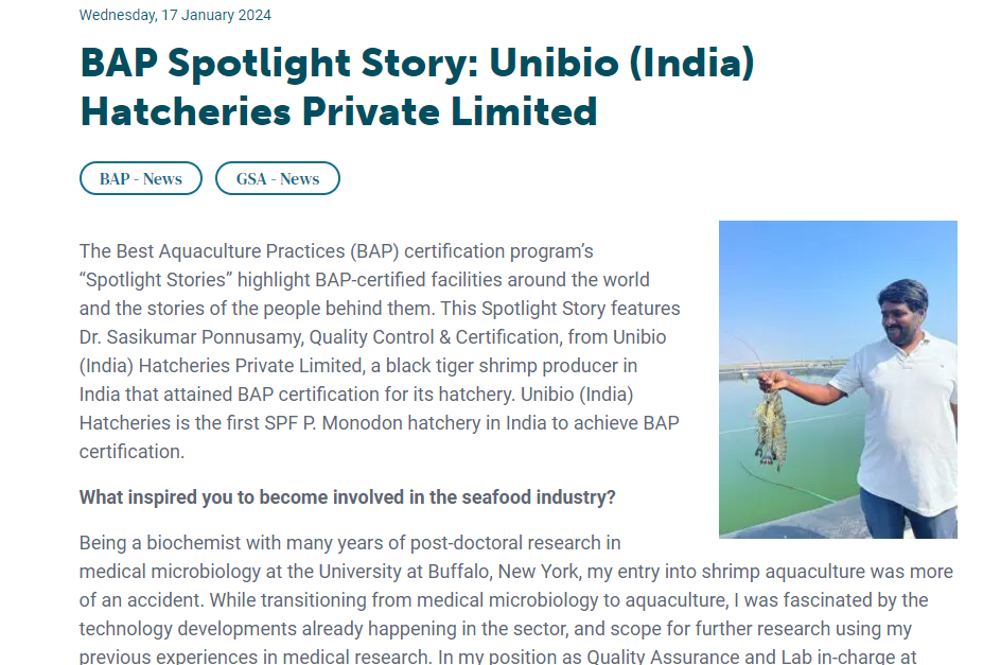 Wednesday, 17 January 2024
BAP Spotlight Story: Unibio (India)
Hatcheries Private Limited
BAP - News
GSA - News
The Best Aquaculture Practices (BAP) certification program’s
“Spotlight Stories” highlight BAP-certified facilities around the world
and the stories of the people behind them. This Spotlight Story features
Dr. Sasikumar Ponnusamy, Quality Control & Certification, from Unibio
(India) Hatcheries Private Limited, a black tiger shrimp producer in
India that attained BAP certification for its hatchery. Unibio (India)
Hatcheries is the first SPF P. Monodon hatchery in India to achieve BAP
certification.
What inspired you to become involved in the seafood industry?
Being a biochemist with many years of post-doctoral research in
medical microbiology at the University at Buffalo, New York, my entry into shrimp aquaculture was more
of an accident. While transitioning from medical microbiology to aquaculture, I was fascinated by the
technology developments already happening in the sector, and scope for further research using my
previous experiences in medical research. In my position as Quality Assurance and Lab in-charge at